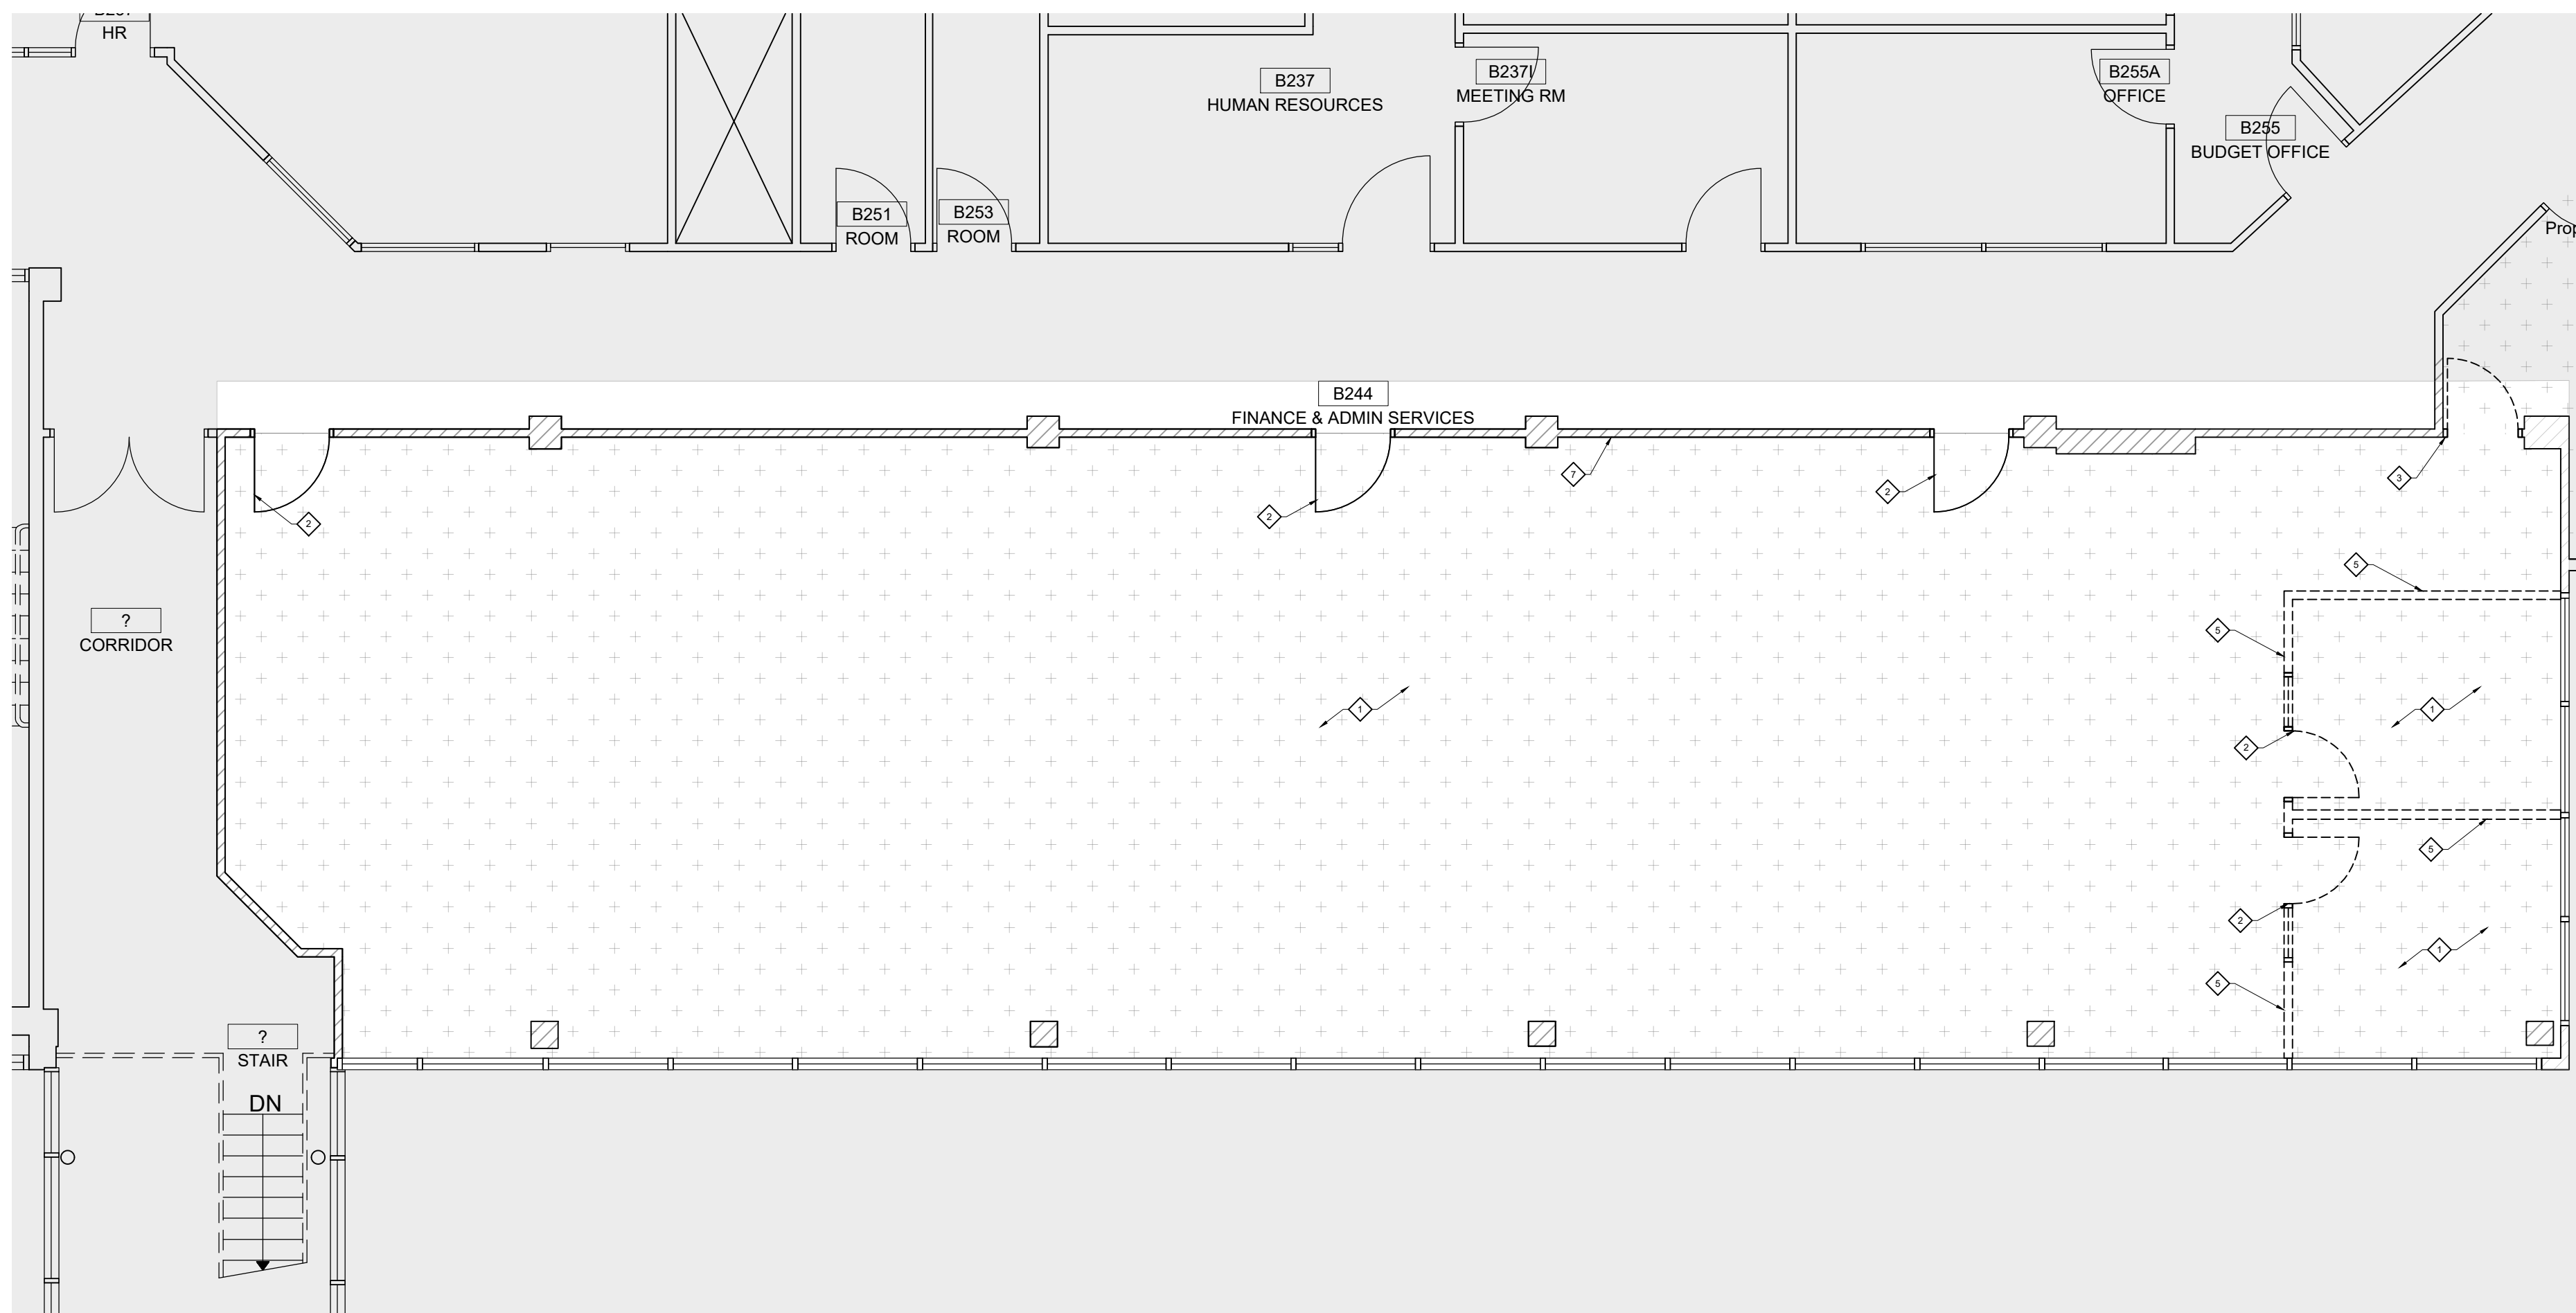 HR
B237
HUMAN RESOURCES
B237I
MEETING RM
B255A
OFFICE
B255
BUDGET OFFICE
B251
ROOM
B253
ROOM
B244
FINANCE & ADMIN SERVICES
7
3
2
2
2
5
?
CORRIDOR
5
1
1
2
5
2
1
5
?
STAIR
DN